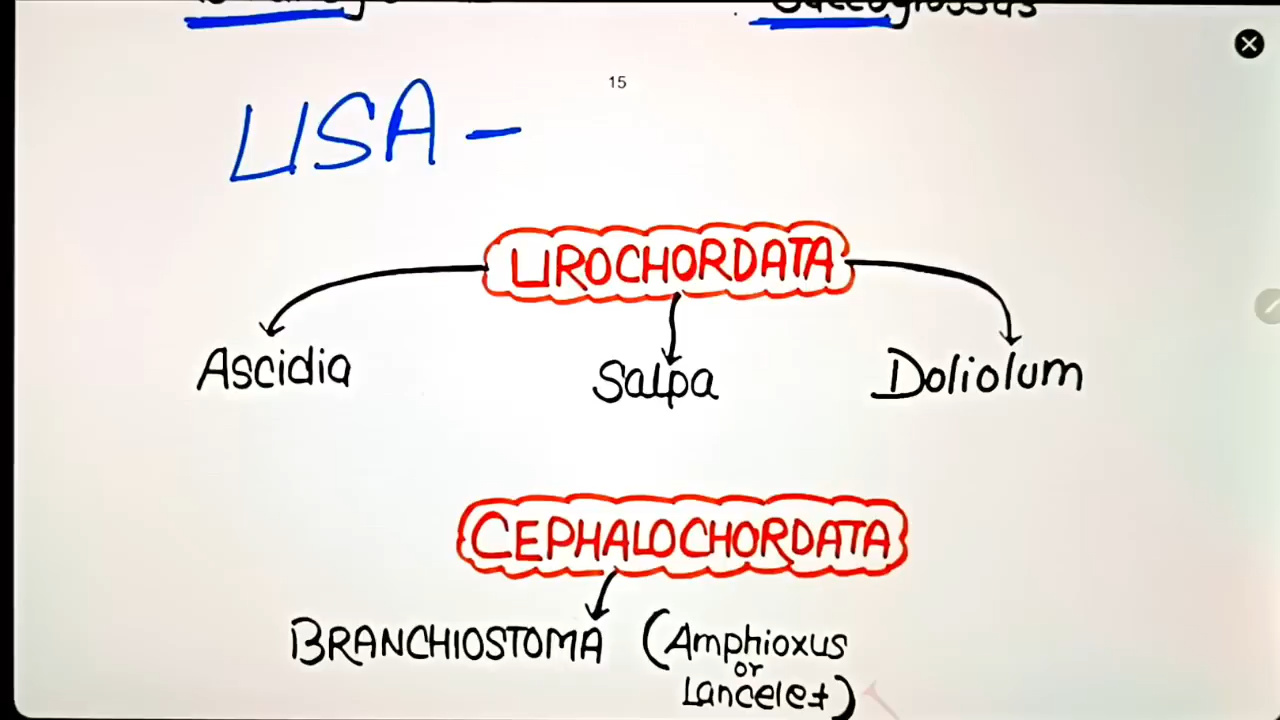 15
USA -
UROCHORDATA
Ascidia Salpa Doliolum
CEPHALOCHORDATA
BRANCHIOSTOMA (Amphioxus
or
Lancelet)